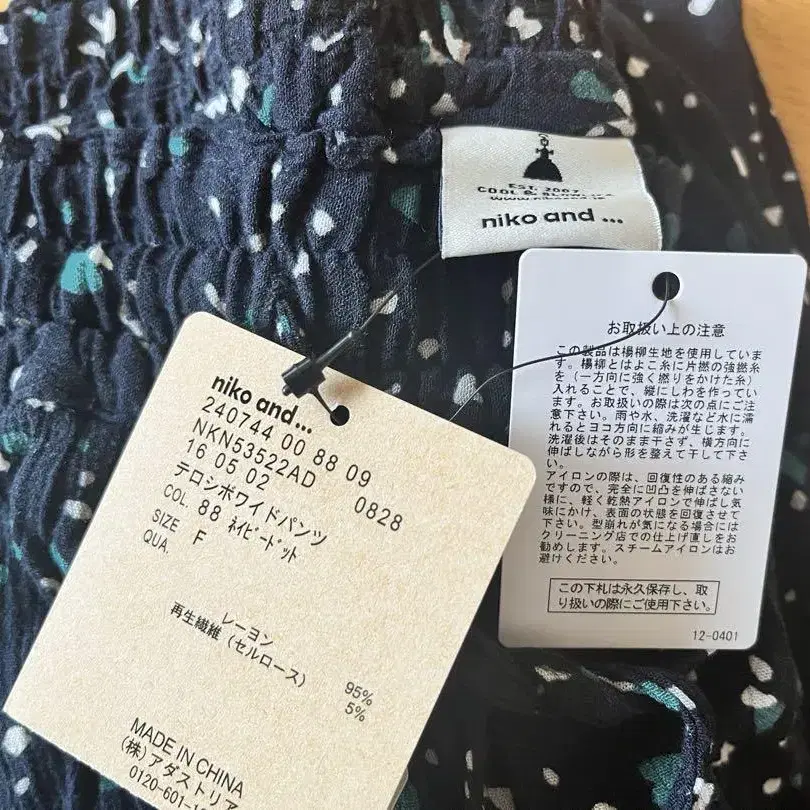 EST. 2007
niko and ...
niko and...
240744 00 88 09
NKN53522AD
16 05 02 0828
テロシボワイドパンツ
COL 88 ネイビードット
SIZE F
QUA.
レーヨン 95%
再生繊維(セルロース) 5%
MADE IN CHINA
(株)アダストリア
0120-601-1
お取扱い上の注意
この製品は楊柳生地を使用していま
す。楊柳とはよこ糸に片撚の強撚糸
を(一方向に強く撚りをかけた糸)
入れることで、縦にしわを作ってい
ます。お取扱いの際は次の点にご注
意下さい。雨や水、洗濯など水に濡
れるとヨコ方向に縮みが生じます。
洗濯後はそのまま干さず、横方向に
伸ばしながら形を整えて干して下さ
い。
アイロンの際は、回復性のある縮み
ですので、完全に凹凸を伸ばさない
様に、軽く乾熱アイロンで伸ばし気
味にかけ、表面の状態を回復させて
下さい。型崩れが気になる場合には
クリーニング店での仕上げ直しをお
勧めします。スチームアイロンはお
避けください。
この下札は永久保存し、取
り扱いの際にご使用下さい。
12-0401